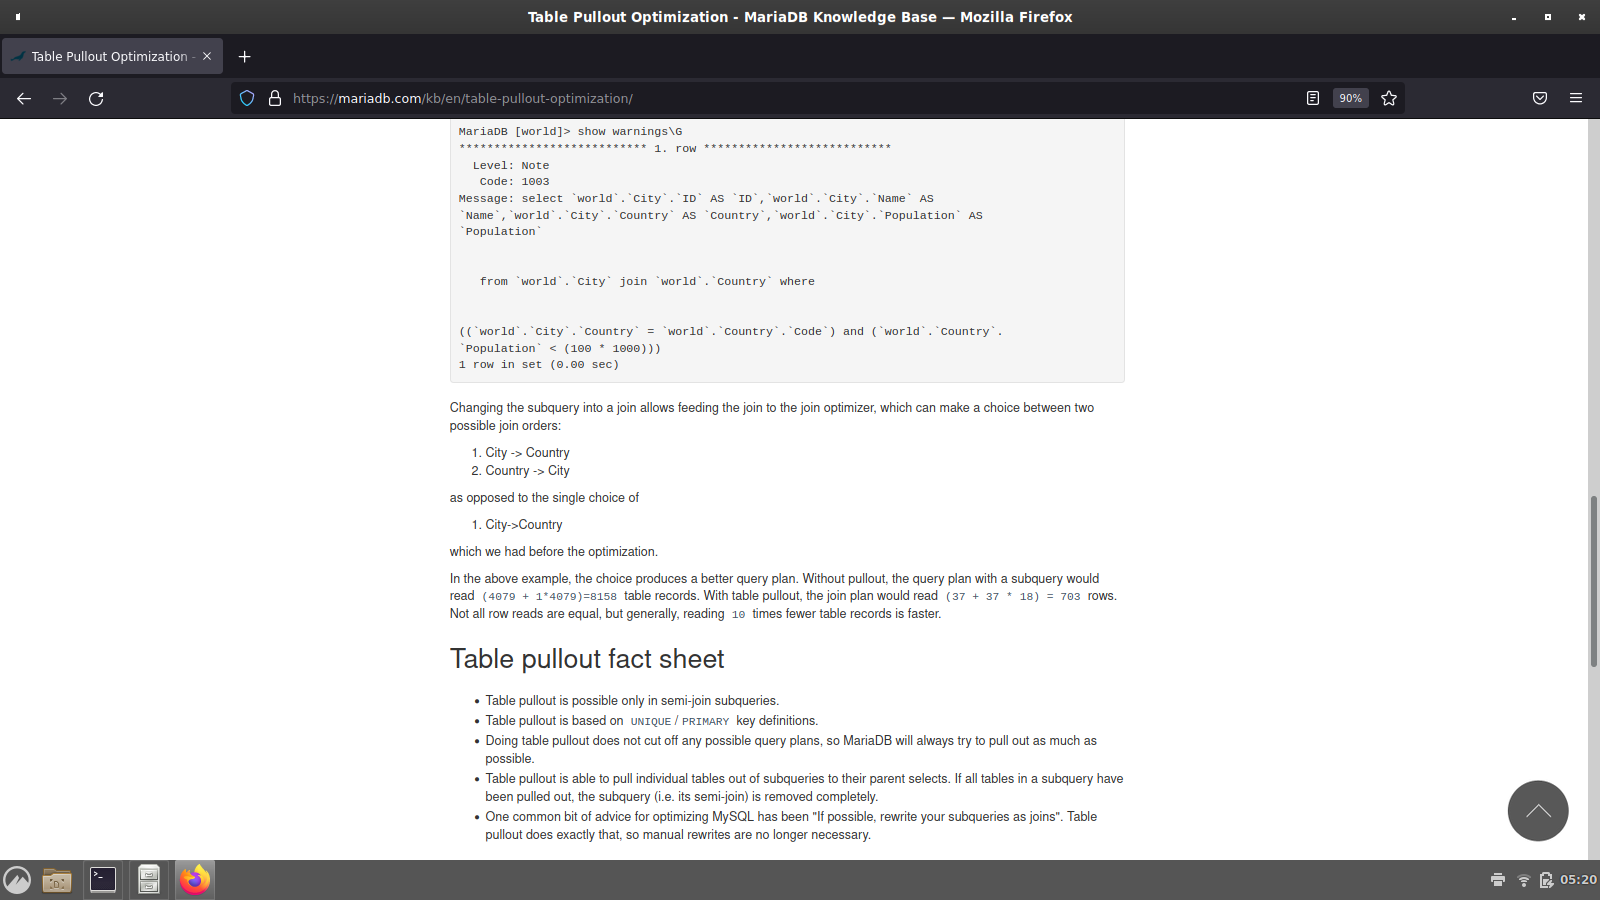 Table Pullout Optimization - MariaDB Knowledge Base — Mozilla Firefox
Table Pullout Optimization -
https://mariadb.com/kb/en/table-pullout-optimization/
90%
MariaDB [world]> show warnings\G
*************************** 1. row ***************************
Level: Note
Code: 1003
Message: select `world`.`City`.`ID` AS `ID`,`world`.`City`.`Name` AS
`Name`,`world`.`City`.`Country` AS `Country`,`world`.`City`.`Population` AS
`Population`
from `world`.`City` join `world`.`Country` where
((`world`.`City`.`Country` = `world`.`Country`.`Code`) and (`world`.`Country`.
`Population` < (100 * 1000)))
1 row in set (0.00 sec)
Changing the subquery into a join allows feeding the join to the join optimizer, which can make a choice between two
possible join orders:
1. City -> Country
2. Country -> City
as opposed to the single choice of
1. City->Country
which we had before the optimization.
In the above example, the choice produces a better query plan. Without pullout, the query plan with a subquery would
read (4079 + 1*4079)=8158 table records. With table pullout, the join plan would read (37 + 37 * 18) = 703 rows.
Not all row reads are equal, but generally, reading 10 times fewer table records is faster.
Table pullout fact sheet
• Table pullout is possible only in semi-join subqueries.
• Table pullout is based on UNIQUE / PRIMARY key definitions.
• Doing table pullout does not cut off any possible query plans, so MariaDB will always try to pull out as much as
possible.
• Table pullout is able to pull individual tables out of subqueries to their parent selects. If all tables in a subquery have
been pulled out, the subquery (i.e. its semi-join) is removed completely.
• One common bit of advice for optimizing MySQL has been "If possible, rewrite your subqueries as joins". Table
pullout does exactly that, so manual rewrites are no longer necessary.
05:20